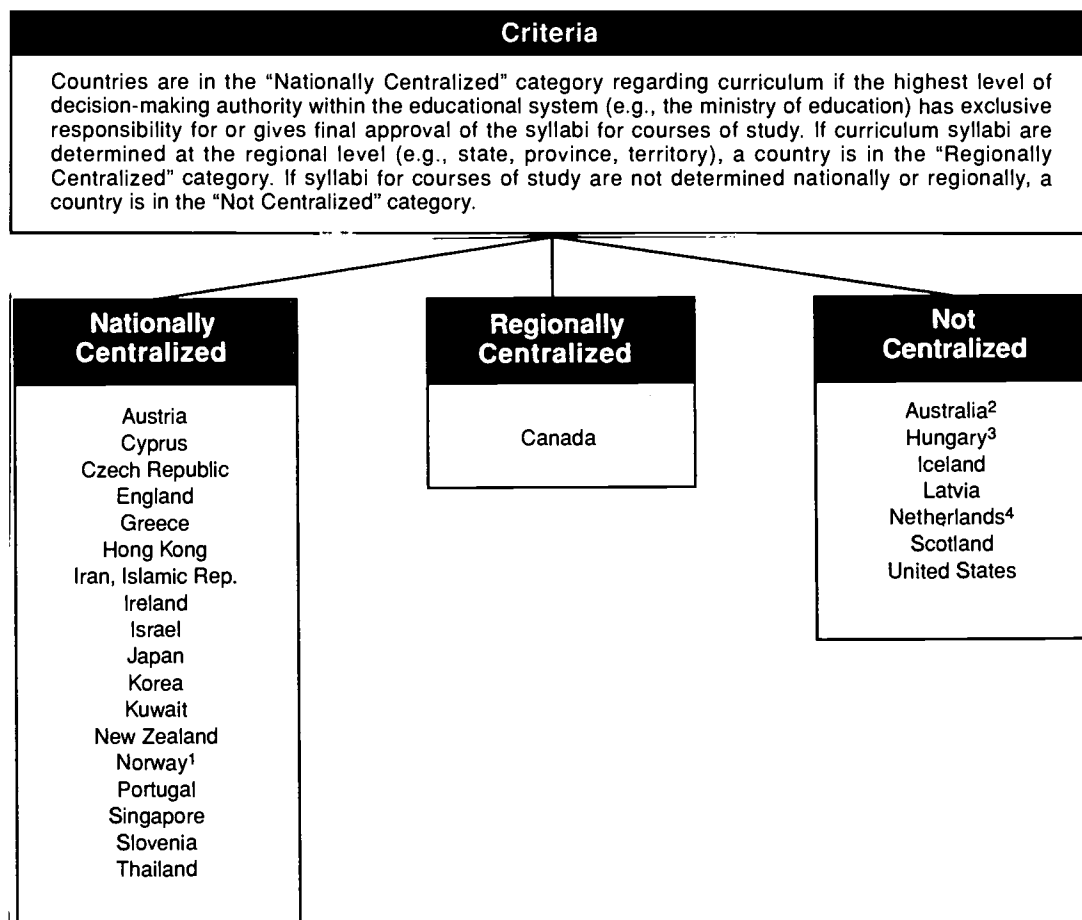 Criteria
Countries are in the “Nationally Centralized” category regarding curriculum if the highest level of
decision-making authority within the educational system (e.g., the ministry of education) has exclusive
responsibility for or gives final approval of the syllabi for courses of study. If curriculum syllabi are
determined at the regional level (e.g., state, province, territory), a country is in the “Regionally
Centralized” category. If syllabi for courses of study are not determined nationally or regionally, a
country is in the “Not Centralized” category.
Nationally
Centralized
Austria
Cyprus
Czech Republic
England
Greece
Hong Kong
Iran, Islamic Rep.
Ireland
Israel
Japan
Korea
Kuwait
New Zealand
Norway¹
Portugal
Singapore
Slovenia
Thailand
Regionally
Centralized
Canada
Not
Centralized
Australia²
Hungary³
Iceland
Latvia
Netherlands⁴
Scotland
United States